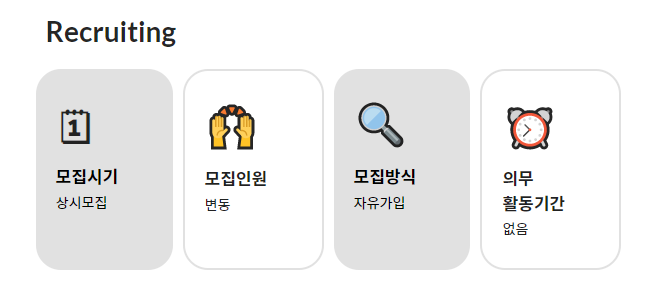 Recruiting
1
모집시기
상시모집
모집인원
변동
모집방식
자유가입
의무
활동기간
없음